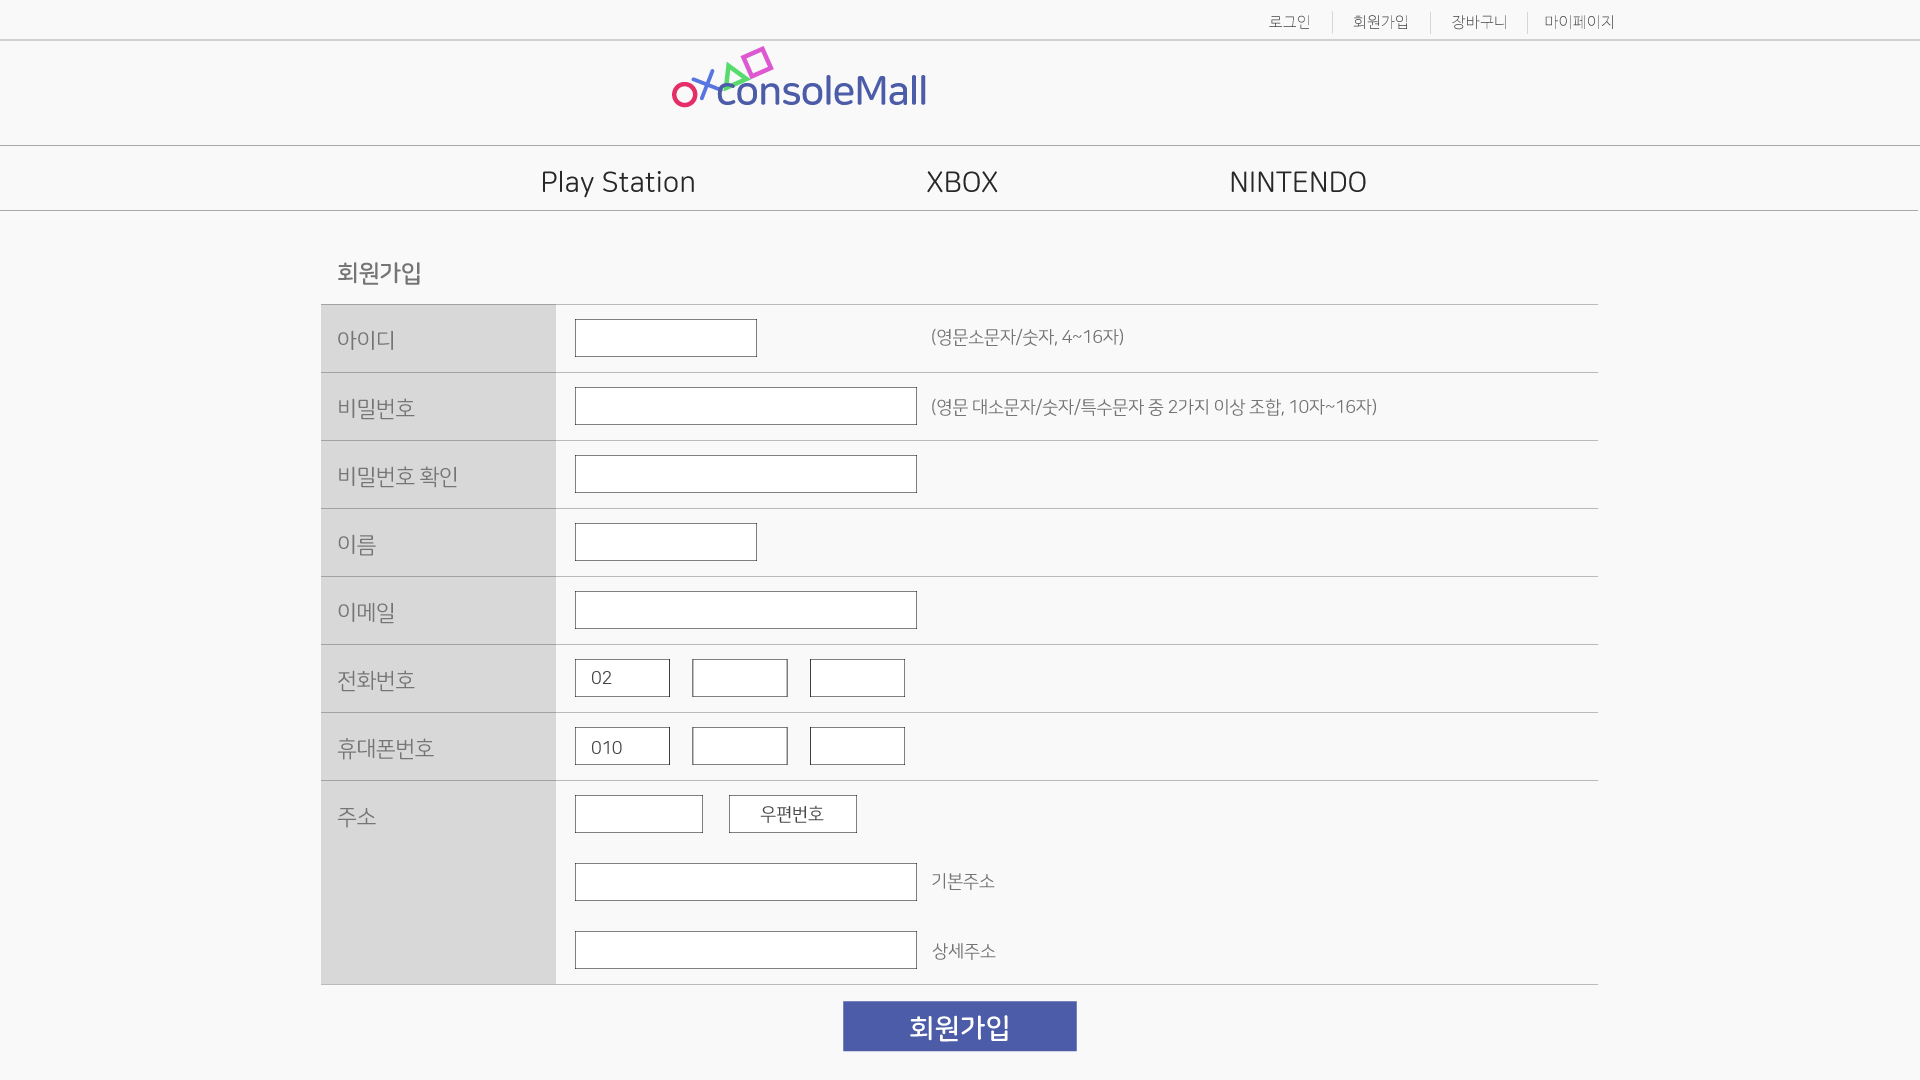 로그인 회원가입 장바구니 마이페이지
consoleMall
Play Station XBOX NINTENDO
회원가입
아이디 (영문소문자/숫자, 4~16자)
비밀번호 (영문 대소문자/숫자/특수문자 중 2가지 이상 조합, 10자~16자)
비밀번호 확인
이름
이메일
전화번호 02
휴대폰번호 010
주소 우편번호
기본주소
상세주소
회원가입